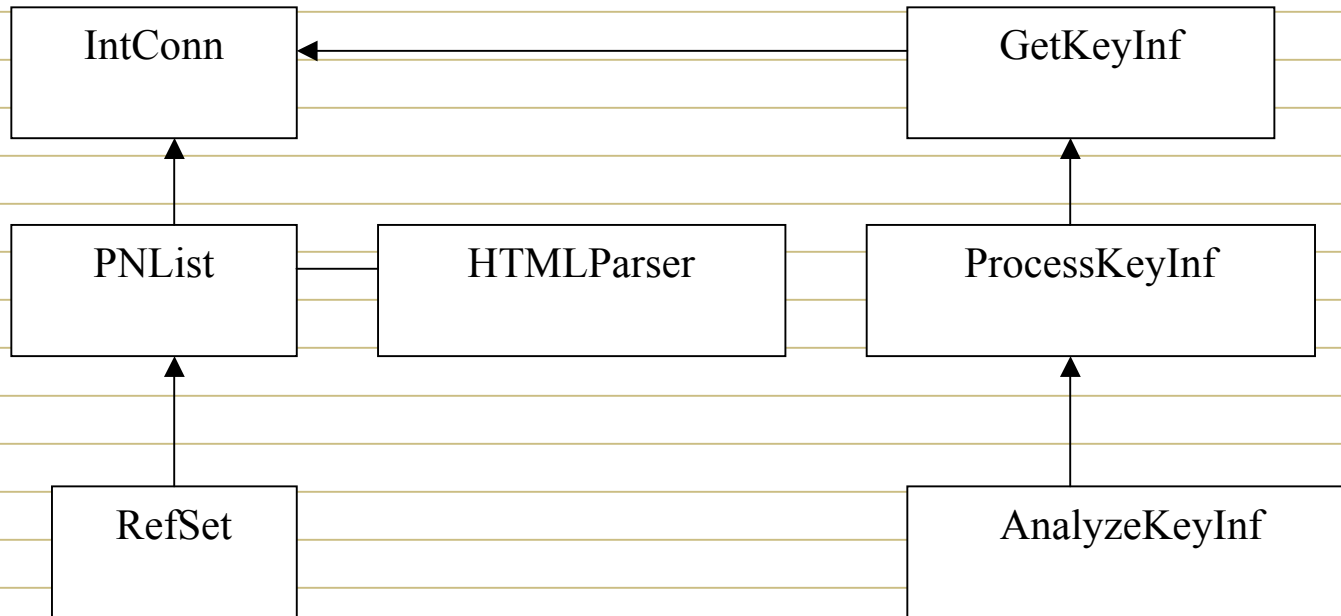 IntConn
GetKeyInf
PNList
HTMLParser
ProcessKeyInf
RefSet
AnalyzeKeyInf